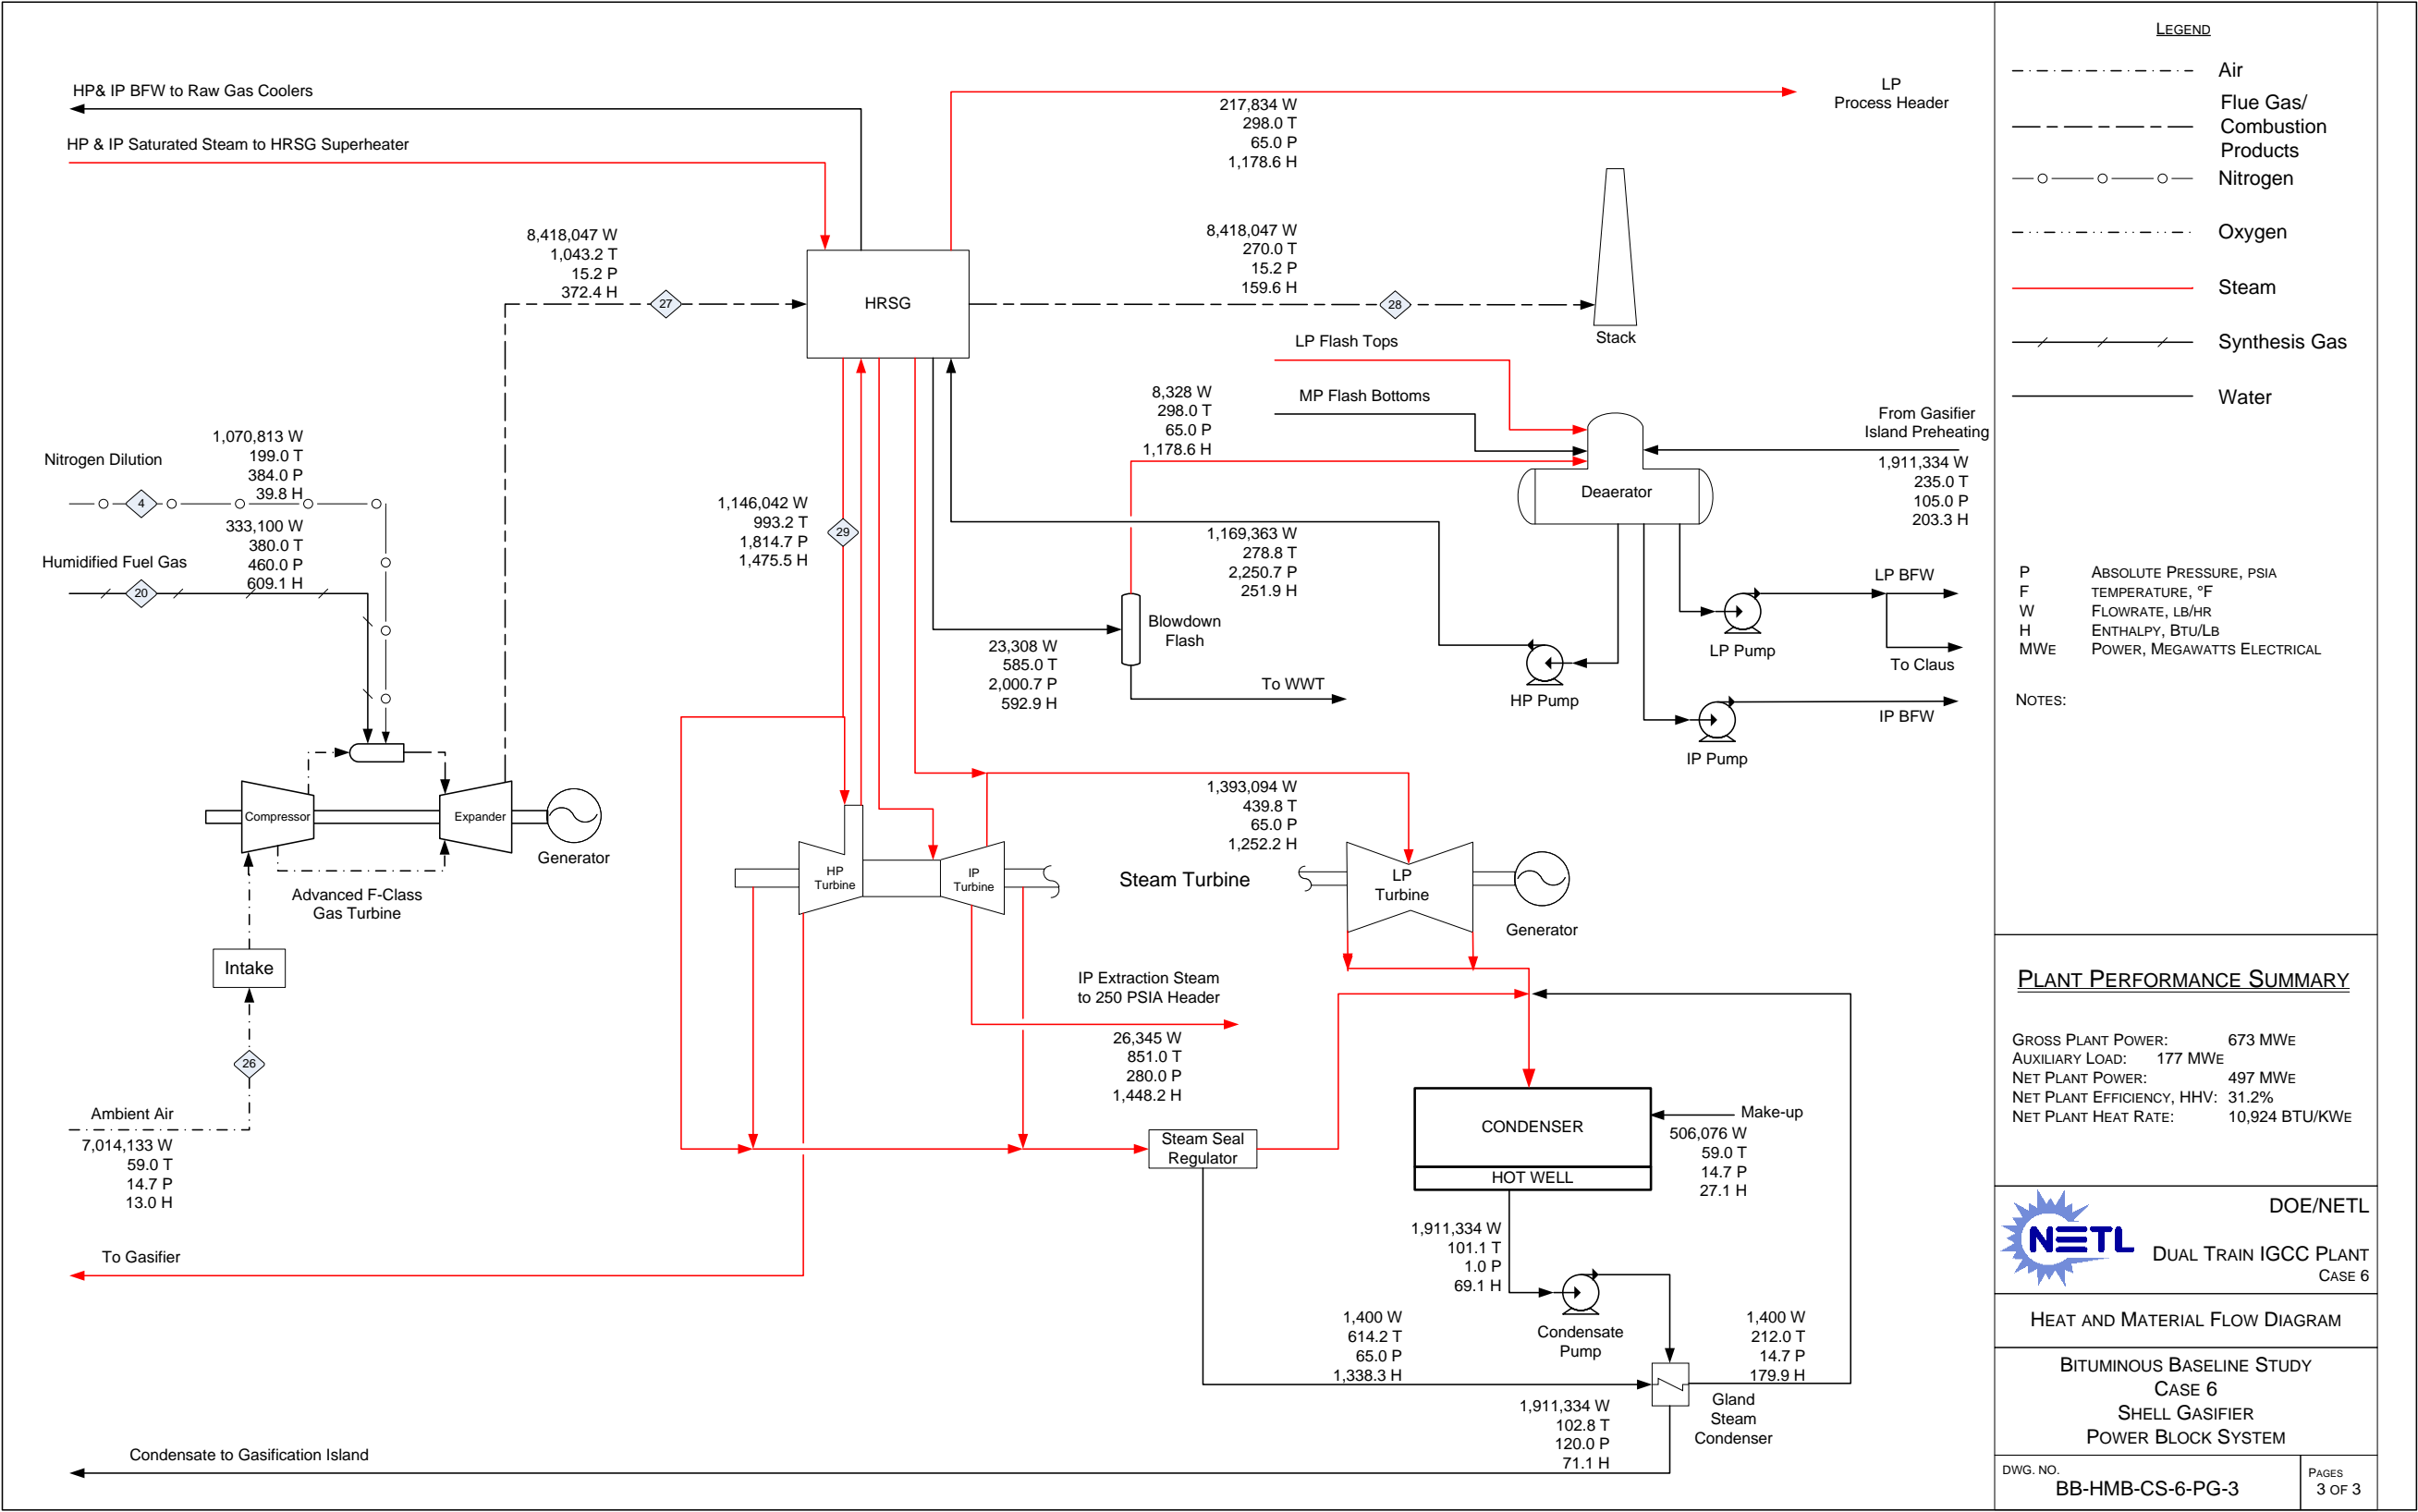 HP& IP BFW to Raw Gas Coolers
HP & IP Saturated Steam to HRSG Superheater
217,834 W
298.0 T
65.0 P
1,178.6 H
LP
Process Header
8,418,047 W
1,043.2 T
15.2 P
372.4 H
27
HRSG
8,418,047 W
270.0 T
15.2 P
159.6 H
28
Stack
LP Flash Tops
MP Flash Bottoms
8,328 W
298.0 T
65.0 P
1,178.6 H
From Gasifier
Island Preheating
1,911,334 W
235.0 T
105.0 P
203.3 H
Deaerator
Nitrogen Dilution
1,070,813 W
199.0 T
384.0 P
39.8 H
4
Humidified Fuel Gas
333,100 W
380.0 T
460.0 P
609.1 H
20
1,146,042 W
993.2 T
1,814.7 P
1,475.5 H
29
1,169,363 W
278.8 T
2,250.7 P
251.9 H
Blowdown
Flash
23,308 W
585.0 T
2,000.7 P
592.9 H
To WWT
HP Pump
LP Pump
LP BFW
To Claus
IP BFW
IP Pump
Compressor
Expander
Generator
Advanced F-Class
Gas Turbine
Intake
26
Ambient Air
7,014,133 W
59.0 T
14.7 P
13.0 H
HP
Turbine
IP
Turbine
Steam Turbine
1,393,094 W
439.8 T
65.0 P
1,252.2 H
LP
Turbine
Generator
IP Extraction Steam
to 250 PSIA Header
26,345 W
851.0 T
280.0 P
1,448.2 H
Steam Seal
Regulator
CONDENSER
HOT WELL
Make-up
506,076 W
59.0 T
14.7 P
27.1 H
1,911,334 W
101.1 T
1.0 P
69.1 H
Condensate
Pump
To Gasifier
1,400 W
614.2 T
65.0 P
1,338.3 H
1,400 W
212.0 T
14.7 P
179.9 H
Gland
Steam
Condenser
1,911,334 W
102.8 T
120.0 P
71.1 H
Condensate to Gasification Island
LEGEND
Air
Flue Gas/
Combustion
Products
Nitrogen
Oxygen
Steam
Synthesis Gas
Water
P ABSOLUTE PRESSURE, PSIA
F TEMPERATURE, °F
W FLOWRATE, LB/HR
H ENTHALPY, BTU/LB
MWE POWER, MEGAWATTS ELECTRICAL
NOTES:
PLANT PERFORMANCE SUMMARY
GROSS PLANT POWER: 673 MWE
AUXILIARY LOAD: 177 MWE
NET PLANT POWER: 497 MWE
NET PLANT EFFICIENCY, HHV: 31.2%
NET PLANT HEAT RATE: 10,924 BTU/KWE
NETL
DOE/NETL
DUAL TRAIN IGCC PLANT
CASE 6
HEAT AND MATERIAL FLOW DIAGRAM
BITUMINOUS BASELINE STUDY
CASE 6
SHELL GASIFIER
POWER BLOCK SYSTEM
DWG. NO.
BB-HMB-CS-6-PG-3
PAGES
3 OF 3